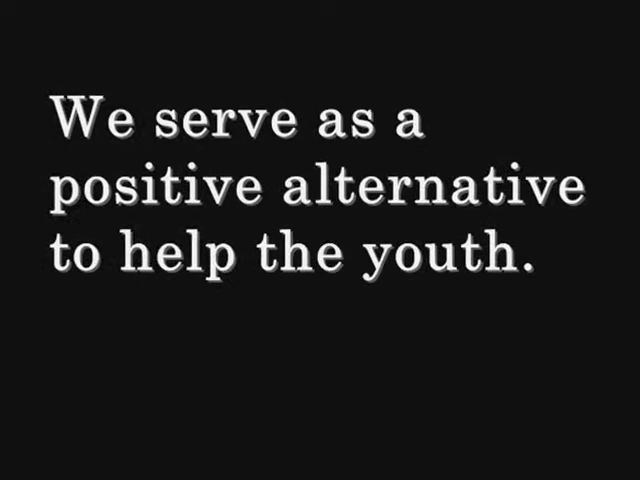 We serve as a
positive alternative
to help the youth.